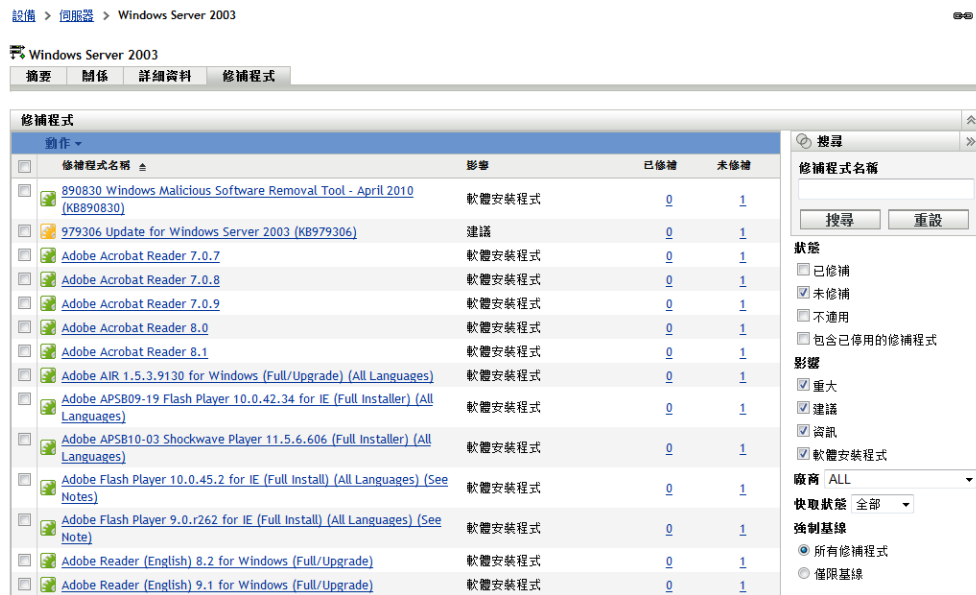 設備 > 伺服器 > Windows Server 2003
Windows Server 2003
摘要 關係 詳細資料 修補程式
修補程式
動作
修補程式名稱 影響 已修補 未修補
890830 Windows Malicious Software Removal Tool - April 2010
(KB890830) 軟體安裝程式 0 1
979306 Update for Windows Server 2003 (KB979306) 建議 0 1
Adobe Acrobat Reader 7.0.7 軟體安裝程式 0 1
Adobe Acrobat Reader 7.0.8 軟體安裝程式 0 1
Adobe Acrobat Reader 7.0.9 軟體安裝程式 0 1
Adobe Acrobat Reader 8.0 軟體安裝程式 0 1
Adobe Acrobat Reader 8.1 軟體安裝程式 0 1
Adobe AIR 1.5.3.9130 for Windows (Full/Upgrade) (All Languages) 軟體安裝程式 0 1
Adobe APSB09-19 Flash Player 10.0.42.34 for IE (Full Installer) (All
Languages) 軟體安裝程式 0 1
Adobe APSB10-03 Shockwave Player 11.5.6.606 (Full Installer) (All
Languages) 軟體安裝程式 0 1
Adobe Flash Player 10.0.45.2 for IE (Full Install) (All Languages) (See
Notes) 軟體安裝程式 0 1
Adobe Flash Player 9.0.r262 for IE (Full Install) (All Languages) (See
Note) 軟體安裝程式 0 1
Adobe Reader (English) 8.2 for Windows (Full/Upgrade) 軟體安裝程式 0 1
Adobe Reader (English) 9.1 for Windows (Full/Upgrade) 軟體安裝程式 0 1
搜尋
修補程式名稱
搜尋 重設
狀態
已修補
未修補
不適用
包含已停用的修補程式
影響
重大
建議
資訊
軟體安裝程式
廠商 ALL
快取狀態 全部
強制基線
所有修補程式
僅限基線